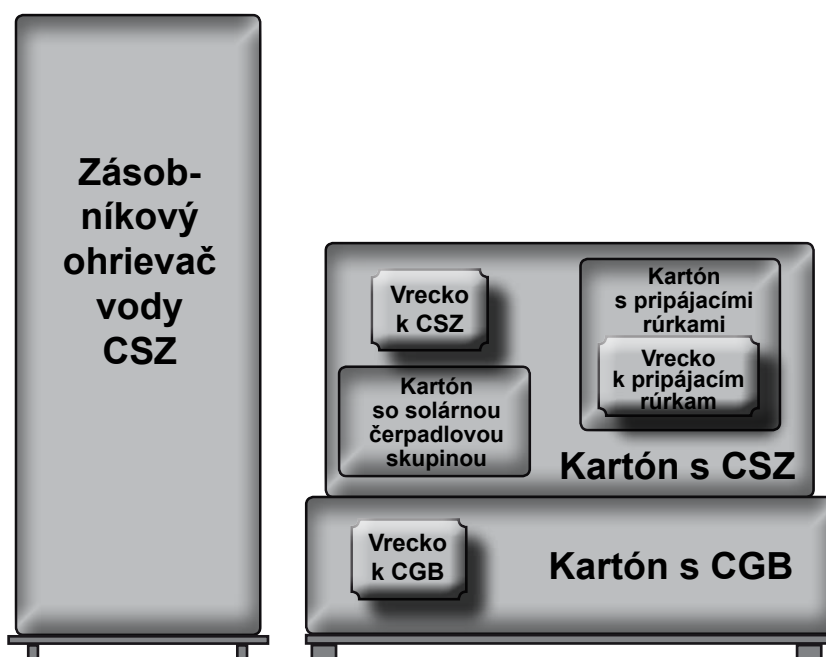 Zásob-
níkový
ohrievač
vody
CSZ
Vrecko
k CSZ
Kartón
s pripájacími
rúrkami
Vrecko
k pripájacím
rúrkam
Kartón
so solárnou
čerpadlovou
skupinou
Kartón s CSZ
Vrecko
k CGB
Kartón s CGB